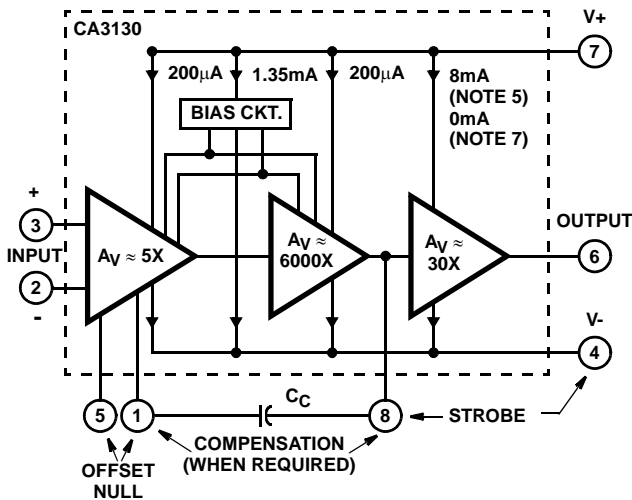 CA3130
V+
7
200µA
1.35mA
200µA
8mA
(NOTE 5)
0mA
(NOTE 7)
BIAS CKT.
+
3
INPUT
2
-
AV ≈ 5X
AV ≈
6000X
AV ≈
30X
OUTPUT
6
V-
4
5
1
CC
8
STROBE
COMPENSATION
(WHEN REQUIRED)
OFFSET
NULL